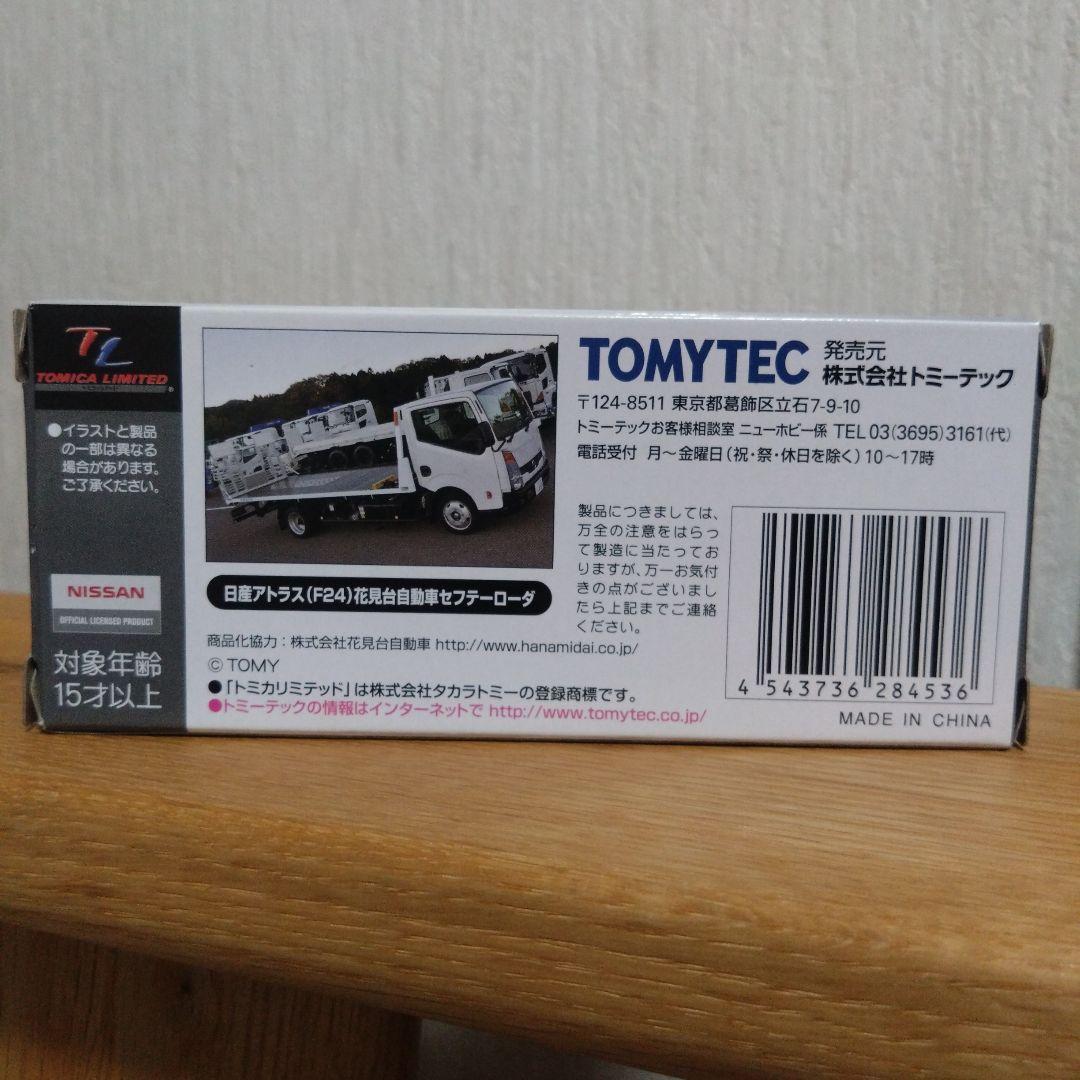 TL
TOMICA LIMITED
●イラストと製品
の一部は異なる
場合があります。
ご了承ください。
NISSAN
OFFICIAL LICENSED PRODUCT
対象年齢
15才以上
日産アトラス(F24)花見台自動車セフテーローダ
商品化協力：株式会社花見台自動車 http://www.hanamidai.co.jp/
© TOMY
●「トミカリミテッド」は株式会社タカラトミーの登録商標です。
●トミーテックの情報はインターネットで http://www.tomytec.co.jp/
TOMYTEC 発売元
株式会社トミーテック
〒124-8511 東京都葛飾区立石7-9-10
トミーテックお客様相談室 ニューホビー係 TEL 03(3695)3161(代)
電話受付 月～金曜日(祝・祭・休日を除く)10～17時
製品につきましては、
万全の注意をはらっ
て製造に当たってお
りますが、万一お気付
きの点がございまし
たら上記までご連絡
ください。
4 543736 284536
MADE IN CHINA